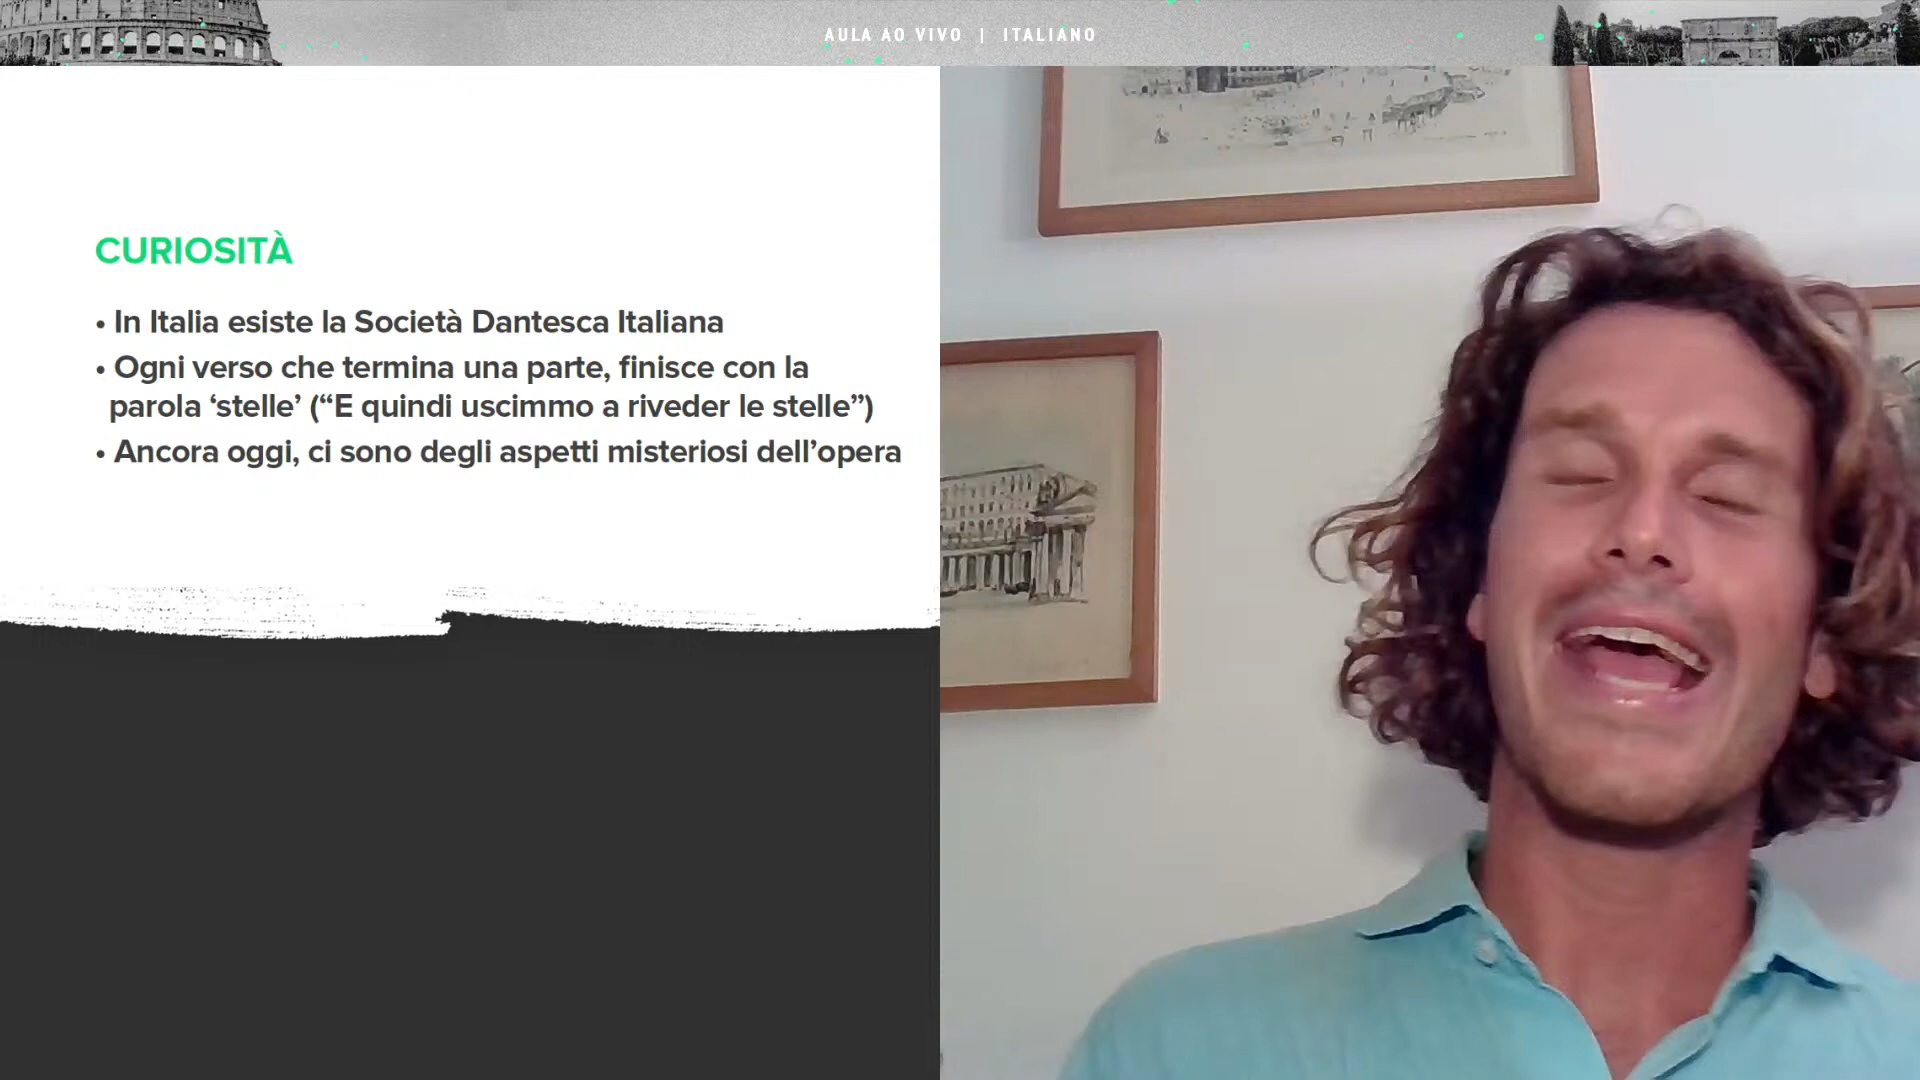 AULA AO VIVO | ITALIANO
CURIOSITÀ
• In Italia esiste la Società Dantesca Italiana
• Ogni verso che termina una parte, finisce con la
parola ‘stelle’ (“E quindi uscimmo a riveder le stelle”)
• Ancora oggi, ci sono degli aspetti misteriosi dell’opera